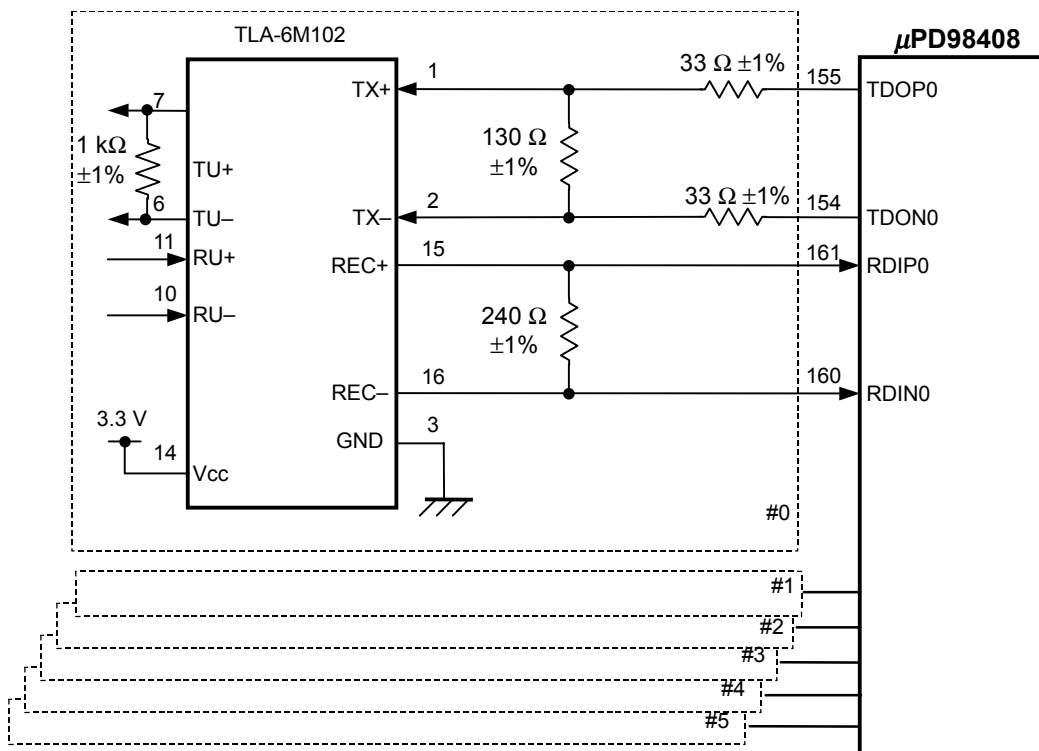 TLA-6M102
μPD98408
1
33 Ω ±1%
155
TX+
TDOP0
7
1 kΩ
±1%
130 Ω
±1%
TU+
33 Ω ±1%
6
TU–
2
TX–
154
TDON0
11
RU+
15
REC+
161
RDIP0
10
RU–
240 Ω
±1%
16
REC–
160
RDIN0
3.3 V
3
GND
14
Vcc
#0
#1
#2
#3
#4
#5